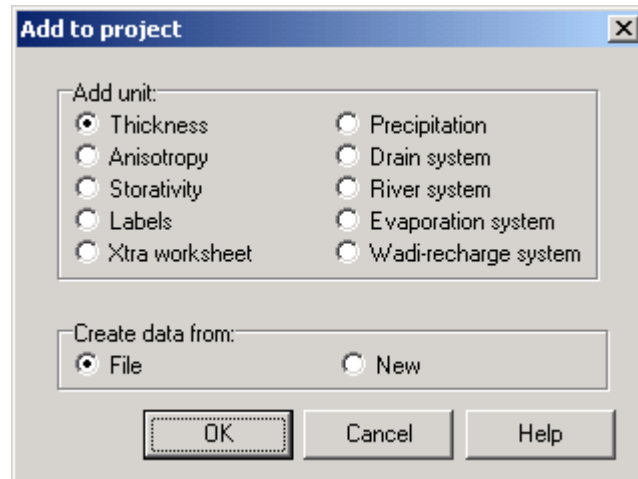 Add to project
Add unit:
Thickness
Anisotropy
Storativity
Labels
Xtra worksheet
Precipitation
Drain system
River system
Evaporation system
Wadi-recharge system
Create data from:
File
New
OK
Cancel
Help